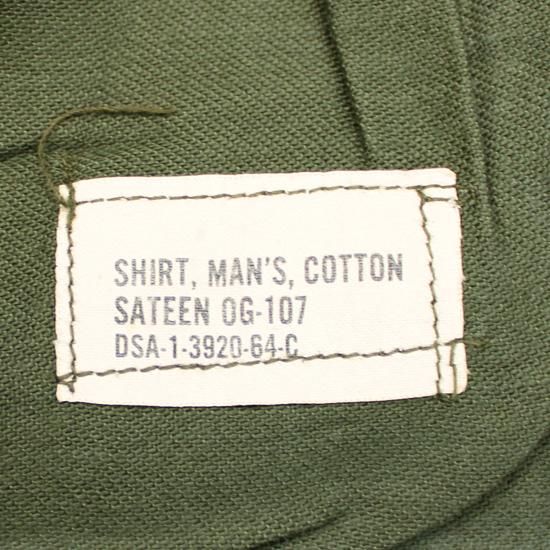 SHIRT, MAN'S, COTTON
SATEEN OG-107
DSA-1-3920-64-C